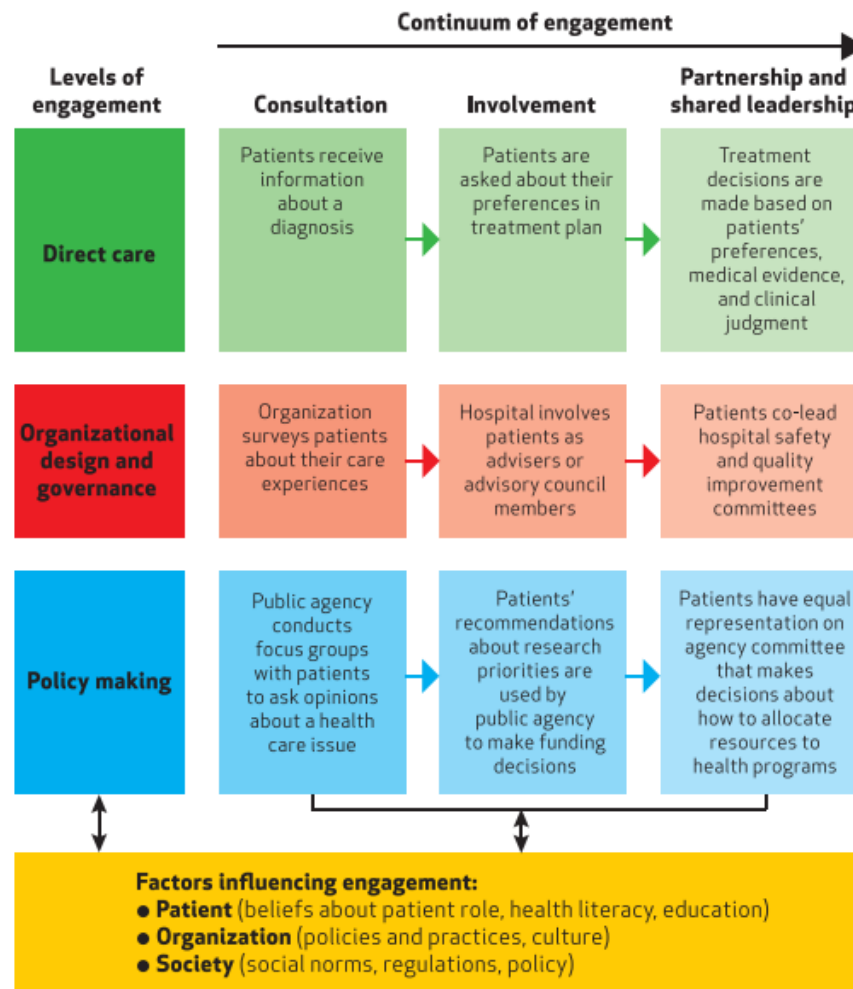 Continuum of engagement
Levels of
engagement
Consultation
Involvement
Partnership and
shared leadership
Direct care
Patients receive
information
about a
diagnosis
Patients are
asked about their
preferences in
treatment plan
Treatment
decisions are
made based on
patients'
preferences,
medical evidence,
and clinical
judgment
Organizational
design and
governance
Organization
surveys patients
about their care
experiences
Hospital involves
patients as
advisers or
advisory council
members
Patients co-lead
hospital safety
and quality
improvement
committees
Policy making
Public agency
conducts
focus groups
with patients
to ask opinions
about a health
care issue
Patients'
recommendations
about research
priorities are
used by
public agency
to make funding
decisions
Patients have equal
representation on
agency committee
that makes
decisions about
how to allocate
resources to
health programs
Factors influencing engagement:
● Patient (beliefs about patient role, health literacy, education)
● Organization (policies and practices, culture)
● Society (social norms, regulations, policy)